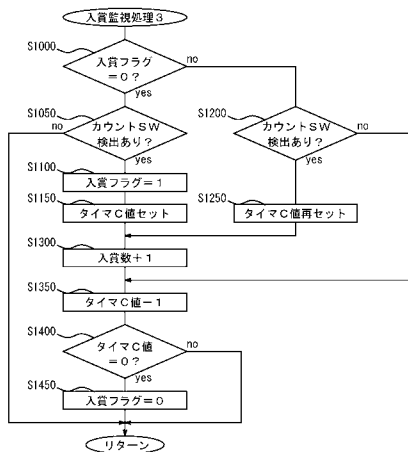 入賞監視処理３
S1000
入賞フラグ
＝０？
no
yes
S1050
no
カウントSW
検出あり？
yes
S1200
カウントSW
検出あり？
no
yes
S1100
入賞フラグ＝１
S1150
タイマＣ値セット
S1250
タイマＣ値再セット
S1300
入賞数＋１
S1350
タイマＣ値－１
S1400
タイマＣ値
＝０？
no
yes
S1450
入賞フラグ＝０
リターン